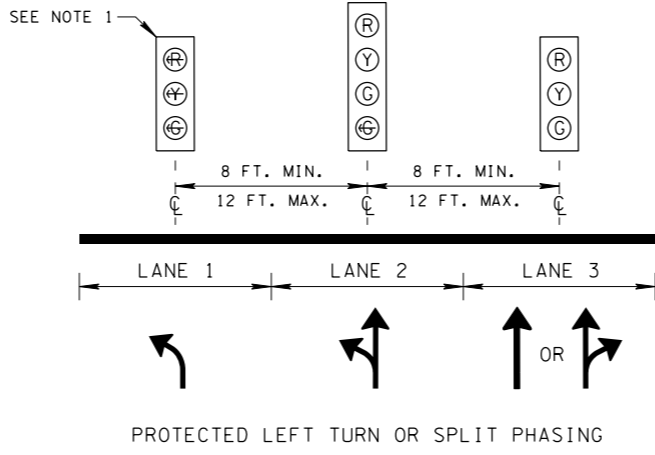 SEE NOTE 1
R
Y
G
R
Y
G
G
R
Y
G
8 FT. MIN.
12 FT. MAX.
8 FT. MIN.
12 FT. MAX.
℄
℄
℄
LANE 1
LANE 2
LANE 3
OR
PROTECTED LEFT TURN OR SPLIT PHASING